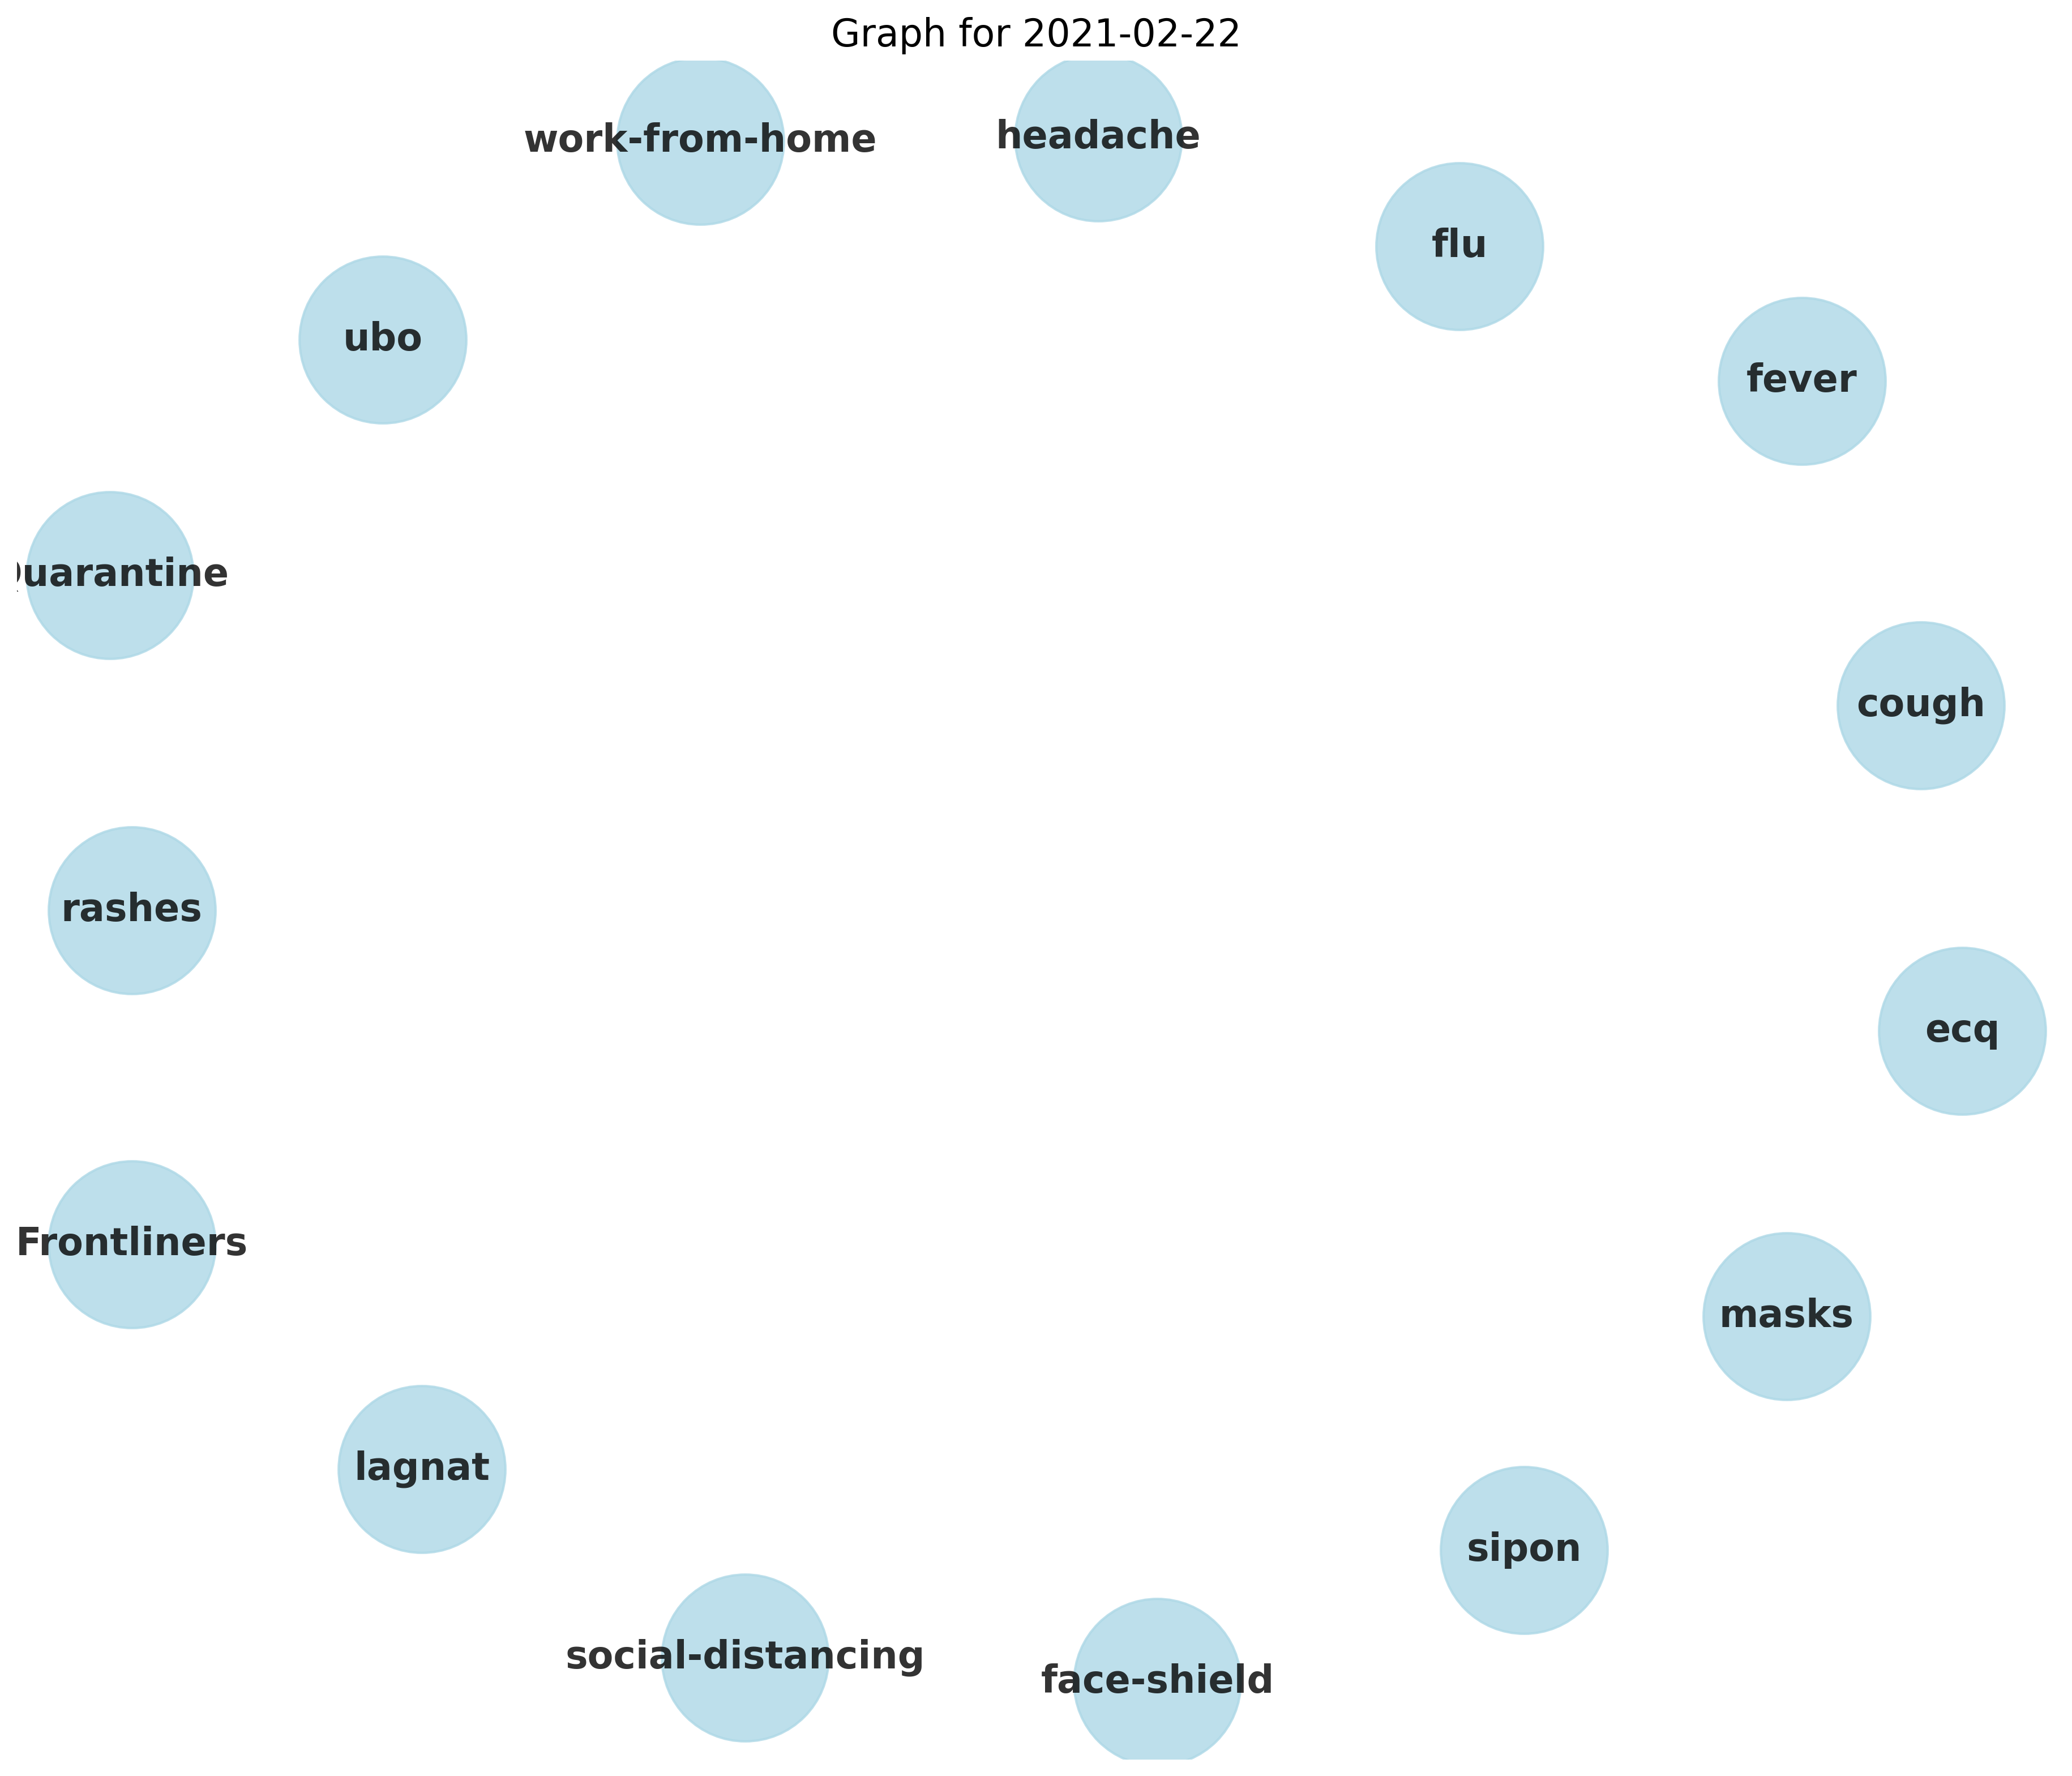 Graph for 2021-02-22
work-from-home
headache
flu
fever
ubo
uarantine
cough
rashes
ecq
Frontliners
masks
lagnat
sipon
social-distancing
face-shield